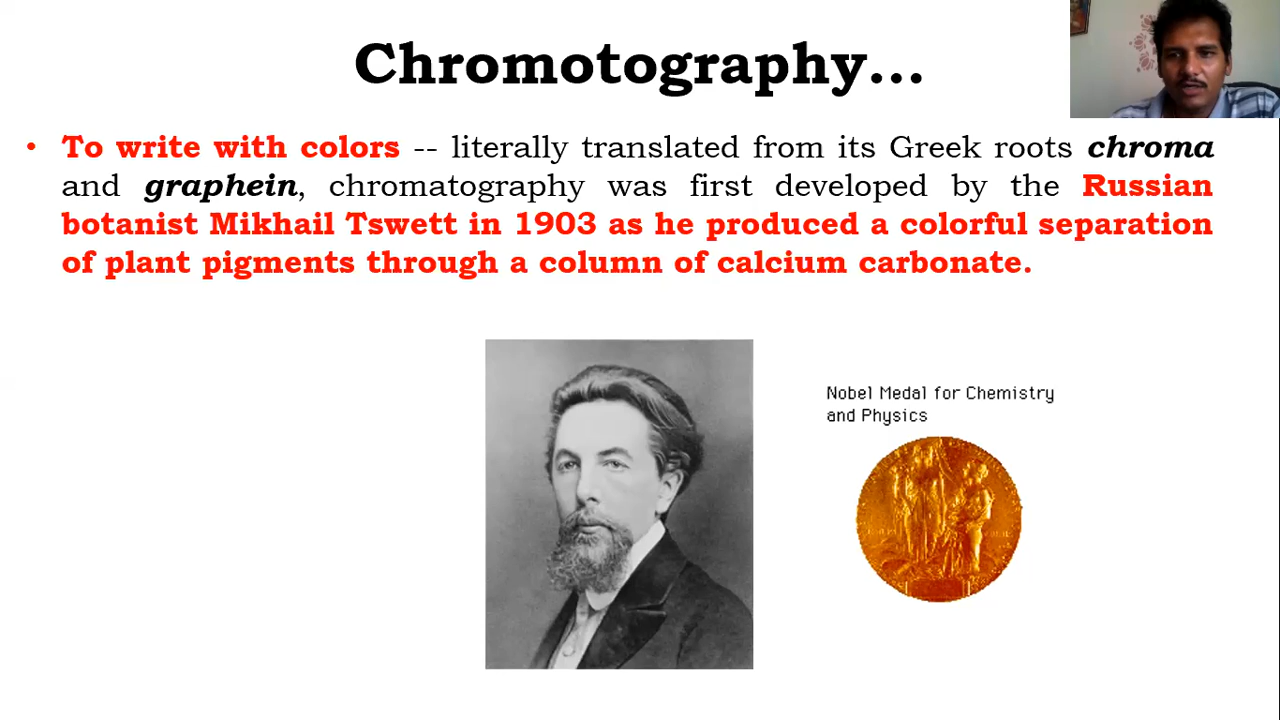 Chromotography...
• To write with colors -- literally translated from its Greek roots chroma
and graphein, chromatography was first developed by the Russian
botanist Mikhail Tswett in 1903 as he produced a colorful separation
of plant pigments through a column of calcium carbonate.
Nobel Medal for Chemistry
and Physics